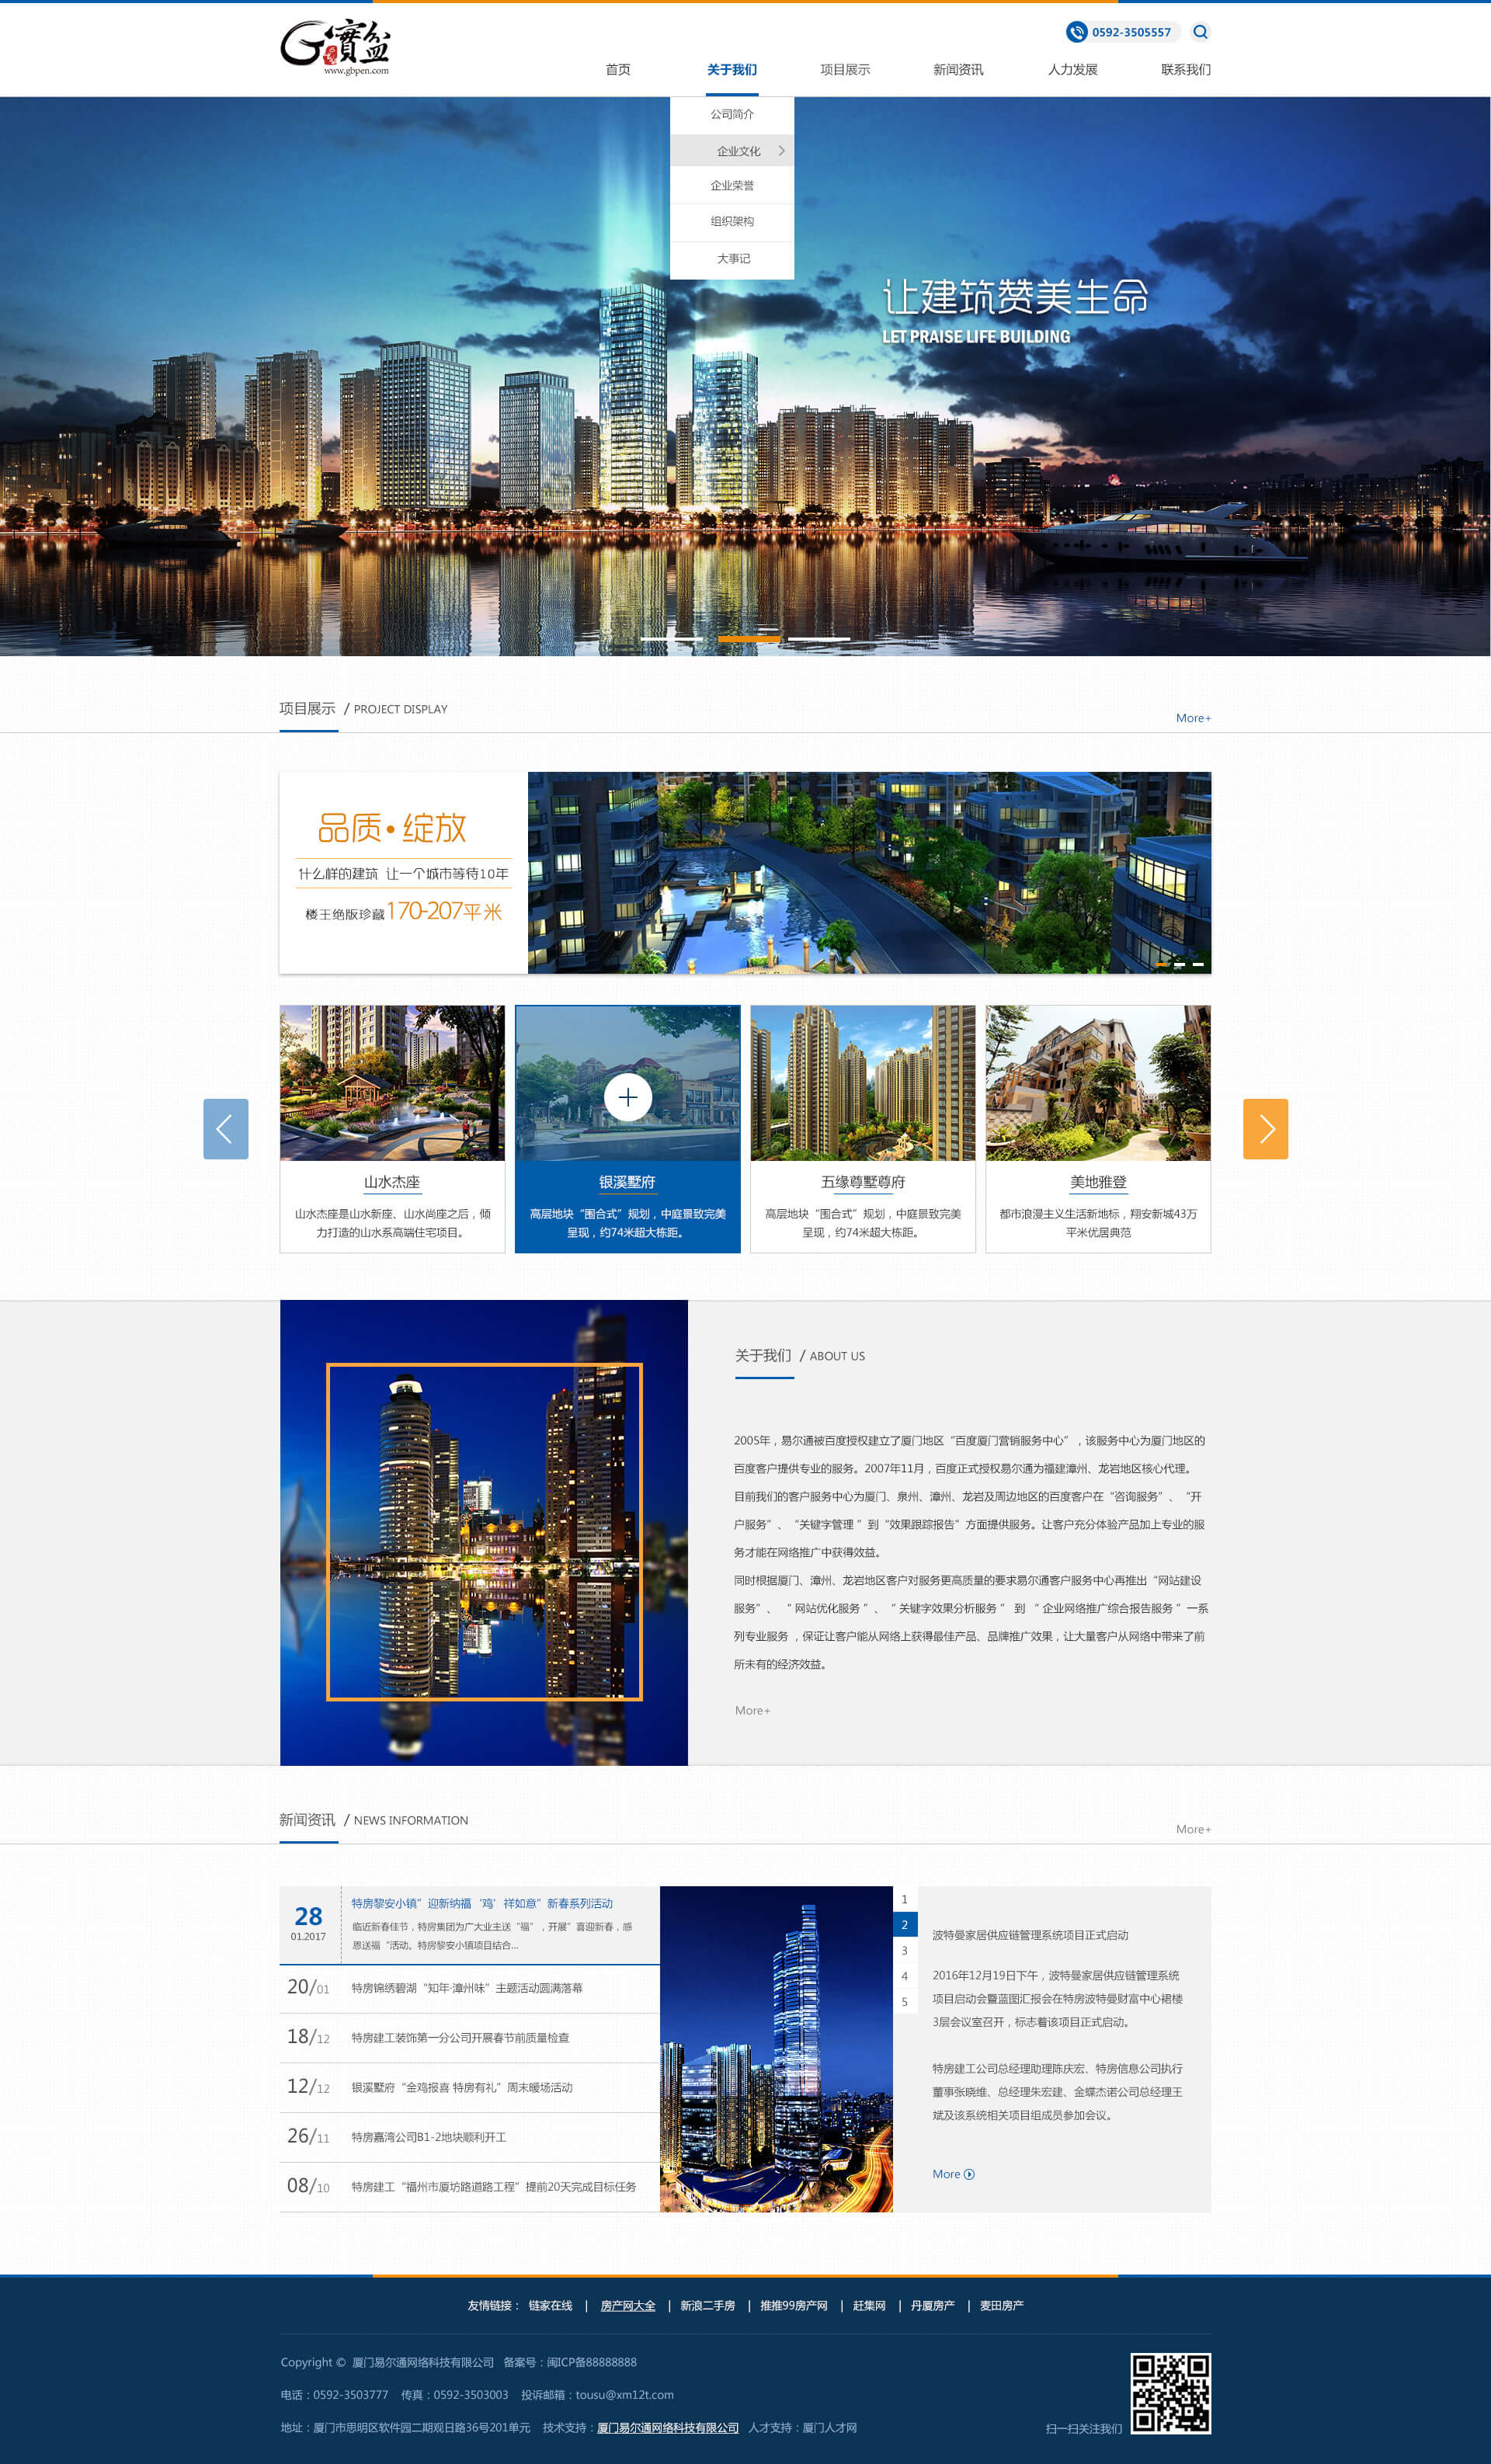 G寶盆
www.gbpen.com
0592-3505557
首页 关于我们 项目展示 新闻资讯 人力发展 联系我们
公司简介
企业文化
企业荣誉
组织架构
大事记
让建筑赞美生命
LET PRAISE LIFE BUILDING
项目展示 / PROJECT DISPLAY
More+
品质·绽放
什么样的建筑 让一个城市等待10年
楼王绝版珍藏170-207平米
山水杰座
山水杰座是山水新座、山水尚座之后，倾
力打造的山水系高端住宅项目。
银溪墅府
高层地块“围合式”规划，中庭景致完美
呈现，约74米超大栋距。
五缘尊墅尊府
高层地块“围合式”规划，中庭景致完美
呈现，约74米超大栋距。
美地雅登
都市浪漫主义生活新地标，翔安新城43万
平米优居典范
关于我们 / ABOUT US
2005年，易尔通被百度授权建立了厦门地区“百度厦门营销服务中心”，该服务中心为厦门地区的
百度客户提供专业的服务。2007年11月，百度正式授权易尔通为福建漳州、龙岩地区核心代理。
目前我们的客户服务中心为厦门、泉州、漳州、龙岩及周边地区的百度客户在“咨询服务”、“开
户服务”、“关键字管理 ”到“效果跟踪报告”方面提供服务。让客户充分体验产品加上专业的服
务才能在网络推广中获得效益。
同时根据厦门、漳州、龙岩地区客户对服务更高质量的要求易尔通客户服务中心再推出“网站建设
服务”、“ 网站优化服务 ”、“ 关键字效果分析服务 ” 到 “ 企业网络推广综合报告服务 ”一系
列专业服务 ，保证让客户能从网络上获得最佳产品、品牌推广效果，让大量客户从网络中带来了前
所未有的经济效益。
More+
新闻资讯 / NEWS INFORMATION
More+
28
01.2017
特房黎安小镇”迎新纳福‘鸡’祥如意”新春系列活动
临近新春佳节，特房集团为广大业主送“福”，开展”喜迎新春，感
恩送福‘活动。特房黎安小镇项目结合...
20/01 特房锦绣碧湖“知年·漳州味”主题活动圆满落幕
18/12 特房建工装饰第一分公司开展春节前质量检查
12/12 银溪墅府“金鸡报喜 特房有礼”周末暖场活动
26/11 特房嘉湾公司B1-2地块顺利开工
08/10 特房建工“福州市厦坊路道路工程”提前20天完成目标任务
1
2
3
4
5
波特曼家居供应链管理系统项目正式启动
2016年12月19日下午，波特曼家居供应链管理系统
项目启动会暨蓝图汇报会在特房波特曼财富中心裙楼
3层会议室召开，标志着该项目正式启动。
特房建工公司总经理助理陈庆宏、特房信息公司执行
董事张晓维、总经理朱宏建、金蝶杰诺公司总经理王
斌及该系统相关项目组成员参加会议。
More
友情链接： 链家在线 | 房产网大全 | 新浪二手房 | 推推99房产网 | 赶集网 | 丹厦房产 | 麦田房产
Copyright © 厦门易尔通网络科技有限公司 备案号：闽ICP备88888888
电话：0592-3503777 传真：0592-3503003 投诉邮箱：tousu@xm12t.com
地址：厦门市思明区软件园二期观日路36号201单元 技术支持：厦门易尔通网络科技有限公司 人才支持：厦门人才网
扫一扫关注我们